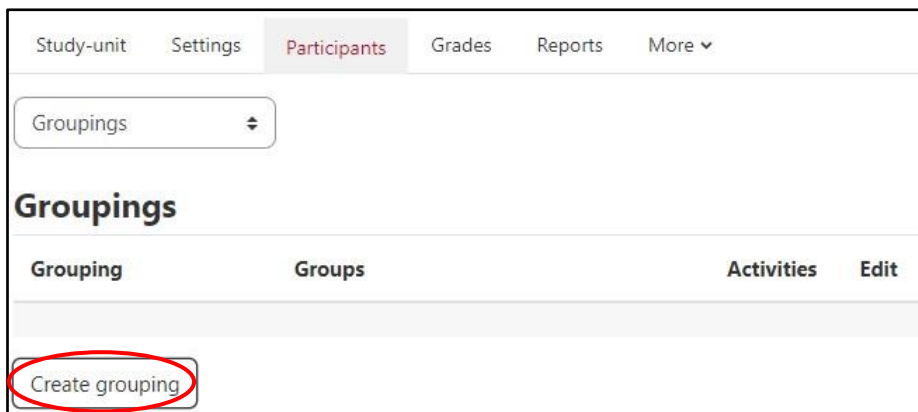 Study-unit Settings Participants Grades Reports More
Groupings
Groupings
Grouping Groups Activities Edit
Create grouping